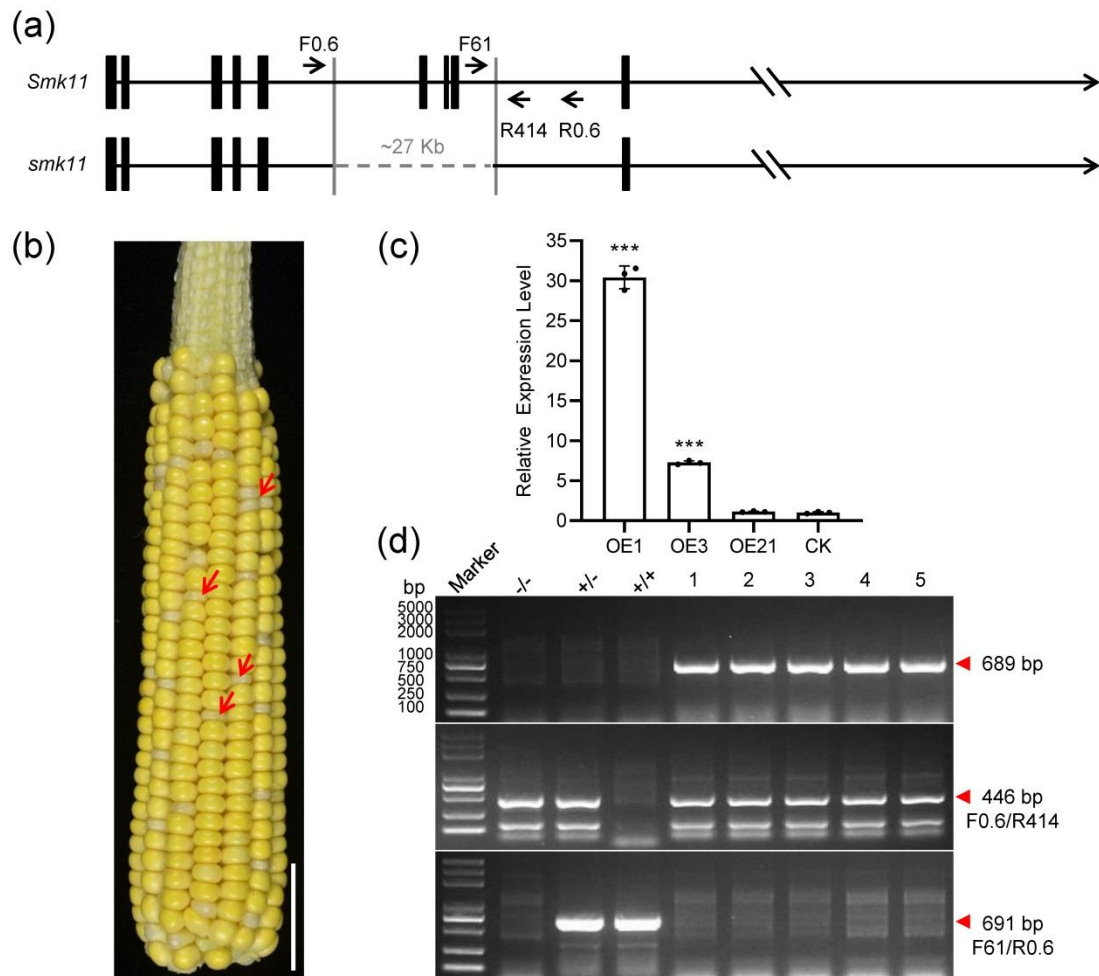 (a)
F0.6
F61
Smk11
R414
R0.6
~27 Kb
smk11
(b)
(c)
Relative Expression Level
35
30
25
20
15
10
5
0
***
***
OE1 OE3 OE21 CK
(d)
bp Marker -/- +/- +/+ 1 2 3 4 5
5000
3000
2000
1000
750
500
250
100
689 bp
446 bp
F0.6/R414
691 bp
F61/R0.6